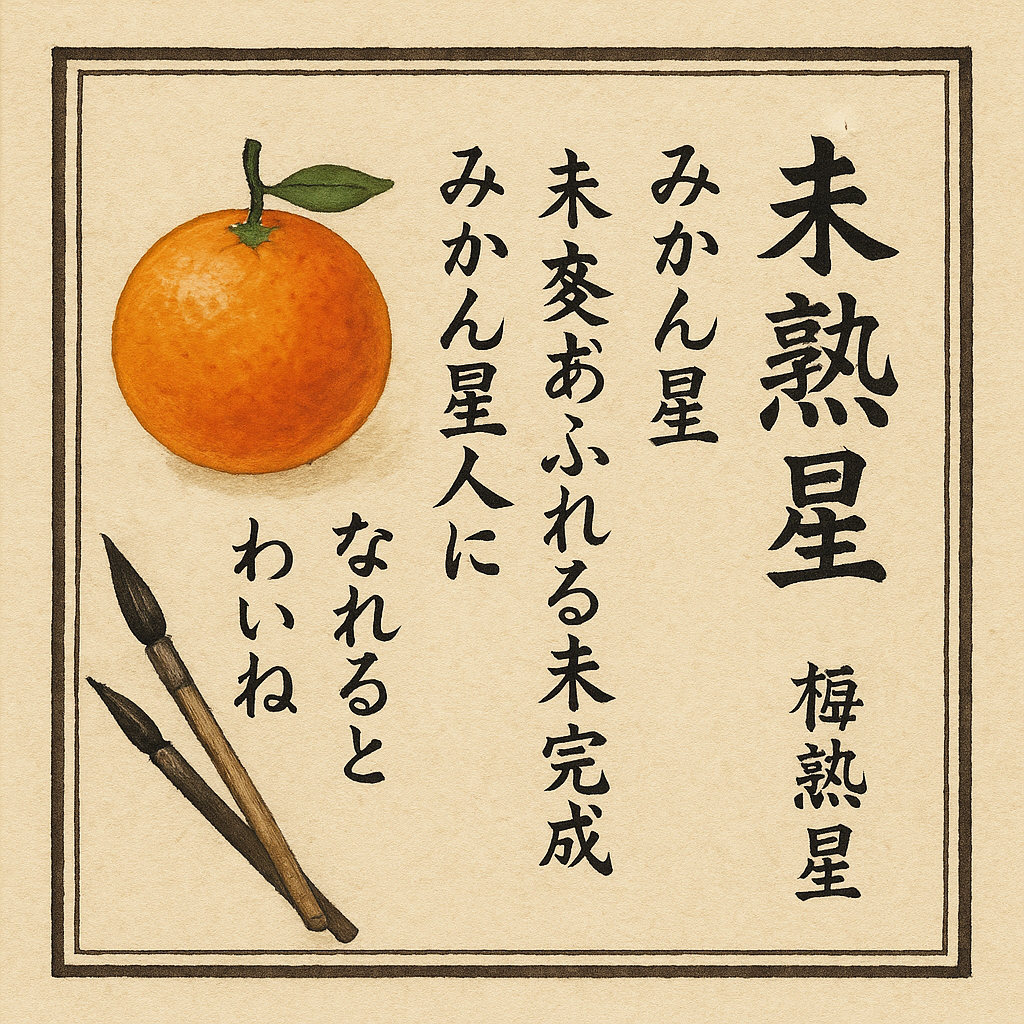 未熟星
梅熟星
みかん星
未変あふれる未完成
みかん星人に
なれると
わいね